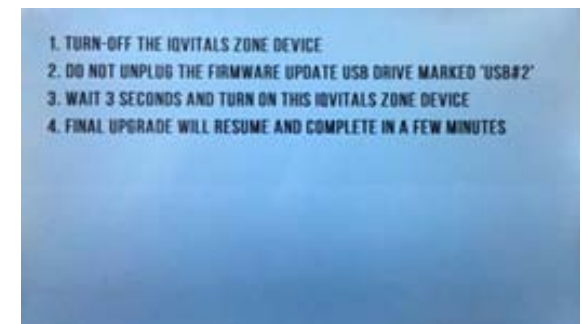 1. TURN-OFF THE IQVITALS ZONE DEVICE
2. DO NOT UNPLUG THE FIRMWARE UPDATE USB DRIVE MARKED 'USB#2'
3. WAIT 3 SECONDS AND TURN ON THIS IQVITALS ZONE DEVICE
4. FINAL UPGRADE WILL RESUME AND COMPLETE IN A FEW MINUTES